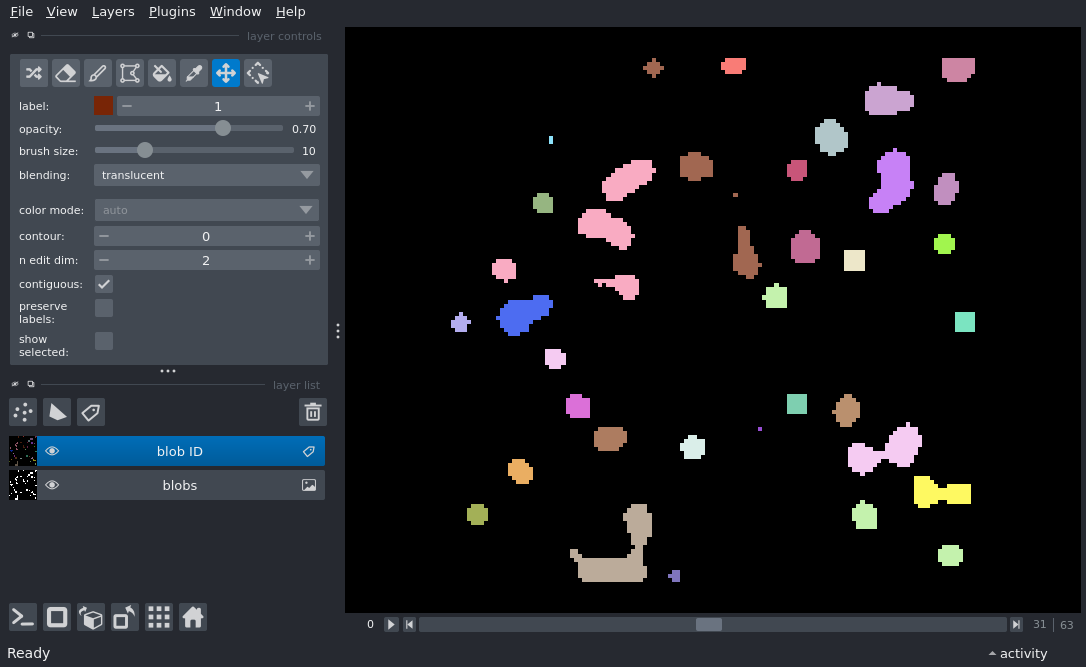 File View Layers Plugins Window Help
layer controls
label: 1
opacity: 0.70
brush size: 10
blending: translucent
color mode: auto
contour: 0
n edit dim: 2
contiguous:
preserve
labels:
show
selected:
layer list
blob ID
blobs
0 31 63
Ready activity